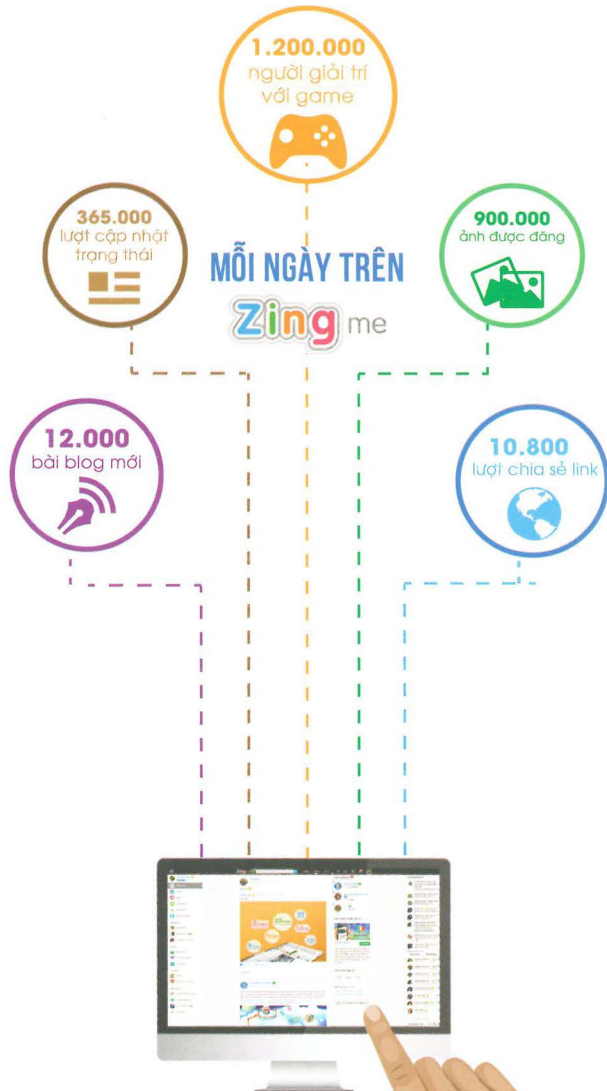 1.200.000
người giải trí
với game
365.000
lượt cập nhật
trạng thái
900.000
ảnh được đăng
MỖI NGÀY TRÊN
Zing me
12.000
bài blog mới
10.800
lượt chia sẻ link